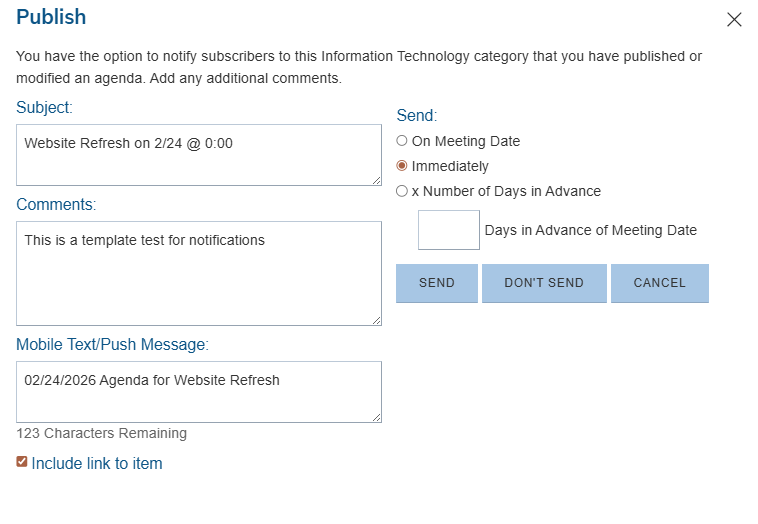 Publish
You have the option to notify subscribers to this Information Technology category that you have published or
modified an agenda. Add any additional comments.
Subject:
Website Refresh on 2/24 @ 0:00
Comments:
This is a template test for notifications
Mobile Text/Push Message:
02/24/2026 Agenda for Website Refresh
123 Characters Remaining
Include link to item
Send:
On Meeting Date
Immediately
x Number of Days in Advance
Days in Advance of Meeting Date
SEND
DON'T SEND
CANCEL